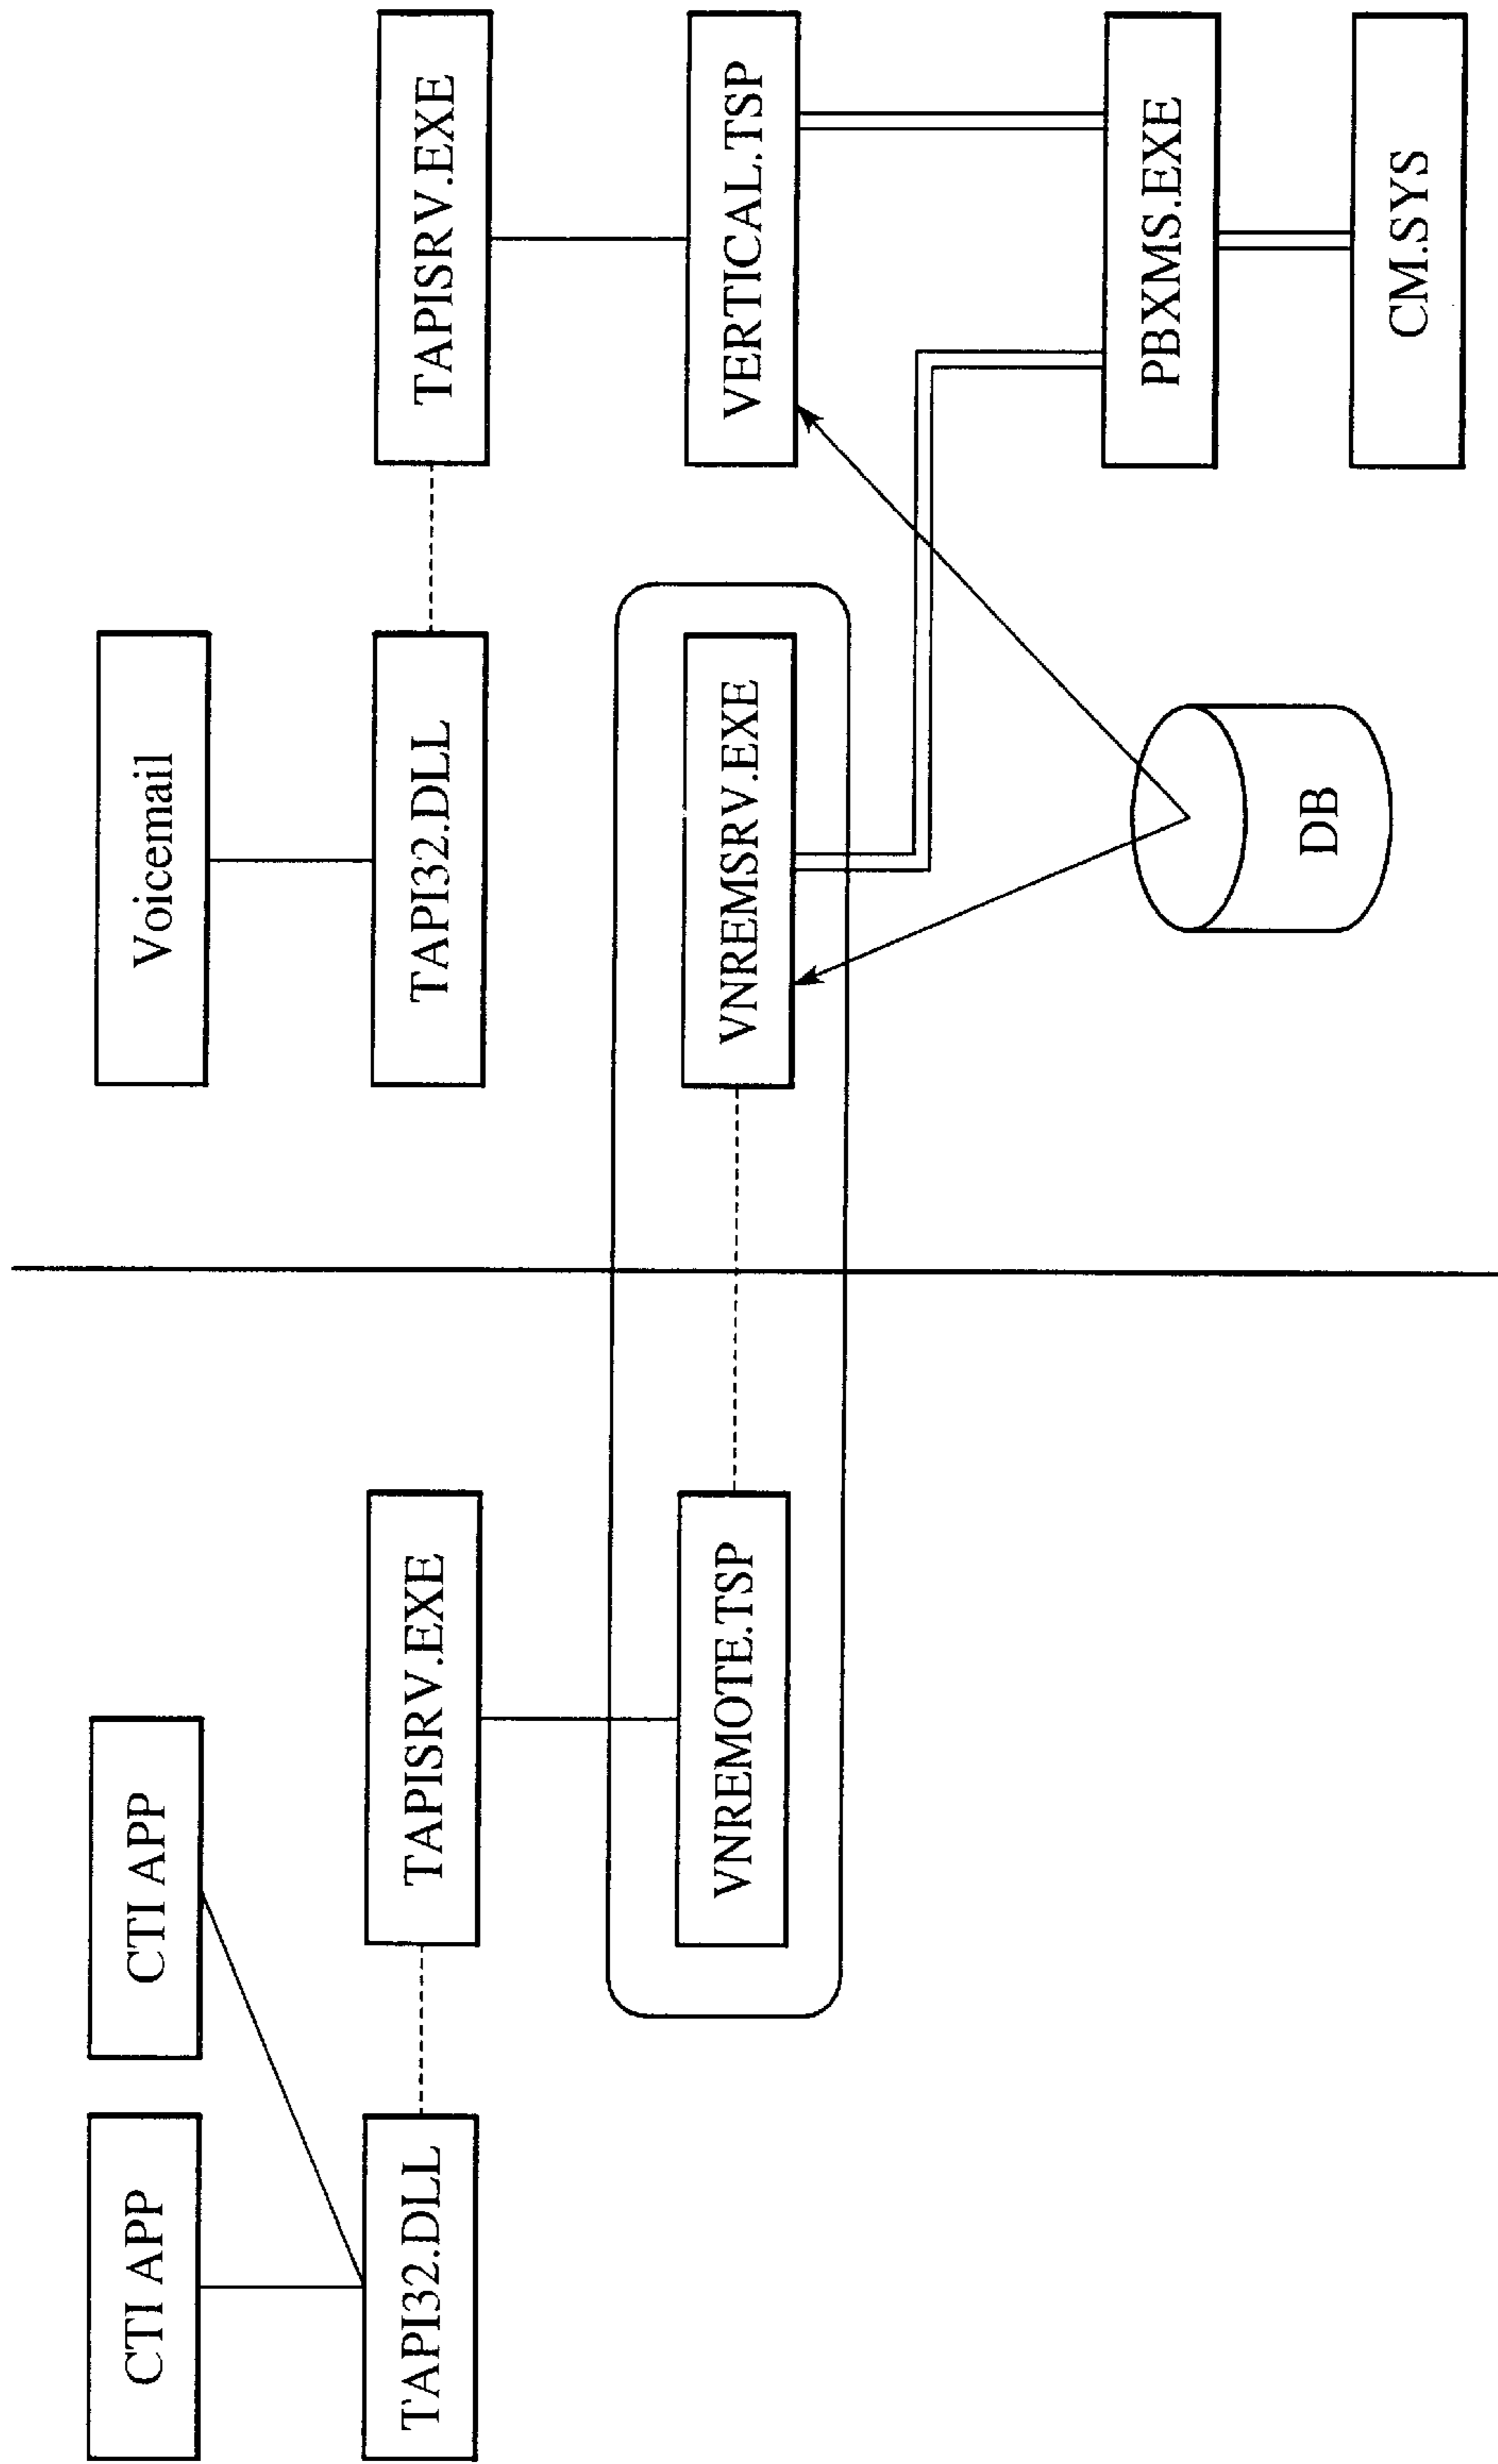 CTI APP
CTI APP
Voicemail
TAPI32.DLL
TAPISRV.EXE
TAPI32.DLL
TAPISRV.EXE
VNREMOTE.TSP
VNREMSRV.EXE
VERTICAL.TSP
DB
PBXMS.EXE
CM.SYS